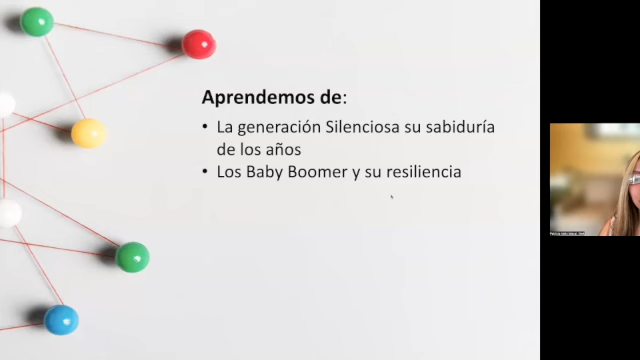 Aprendemos de:
• La generación Silenciosa su sabiduría
de los años
• Los Baby Boomer y su resiliencia